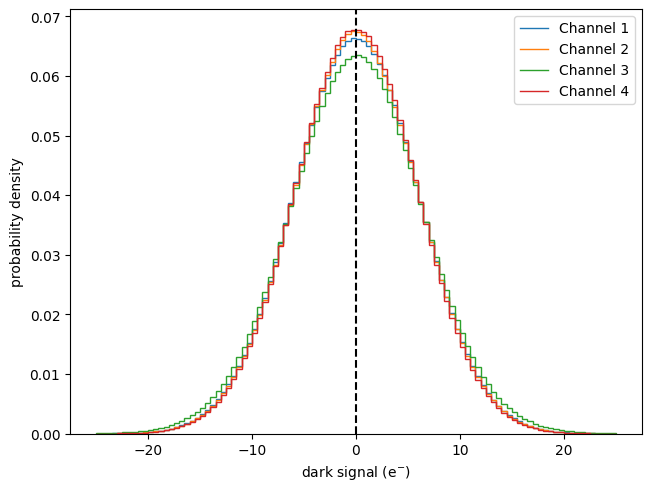 0.07
0.06
0.05
0.04
0.03
0.02
0.01
0.00
probability density
Channel 1
Channel 2
Channel 3
Channel 4
−20 −10 0 10 20
dark signal (e⁻)